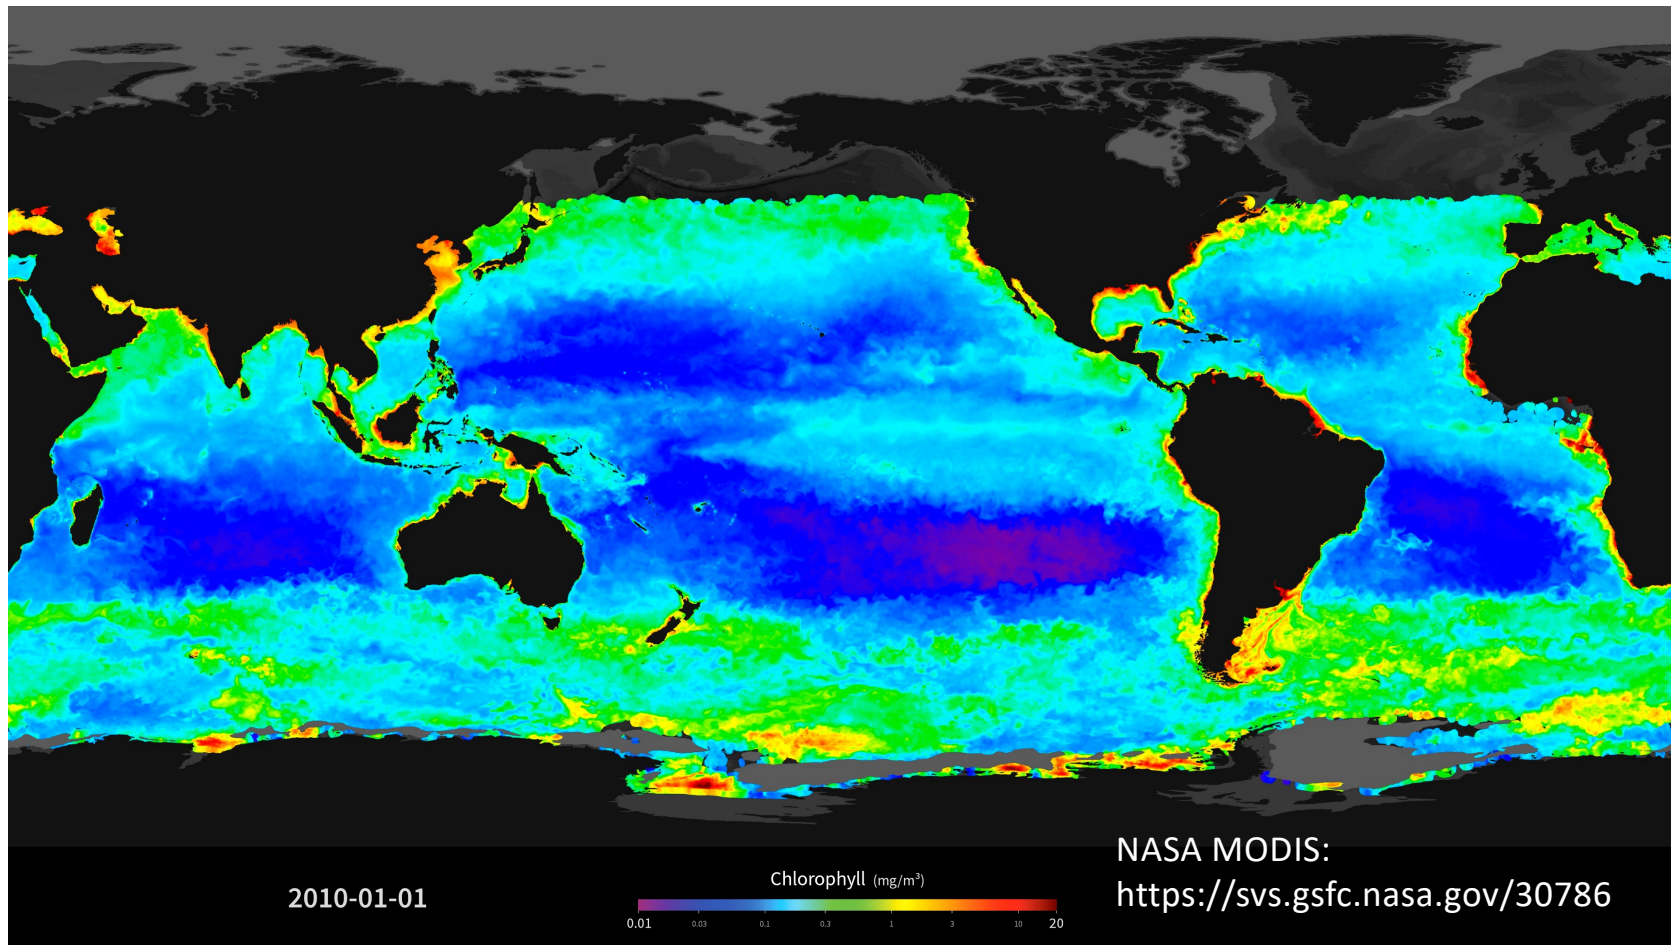 2010-01-01
Chlorophyll (mg/m³)
0.01 0.03 0.1 0.3 1 3 10 20
NASA MODIS:
https://svs.gsfc.nasa.gov/30786